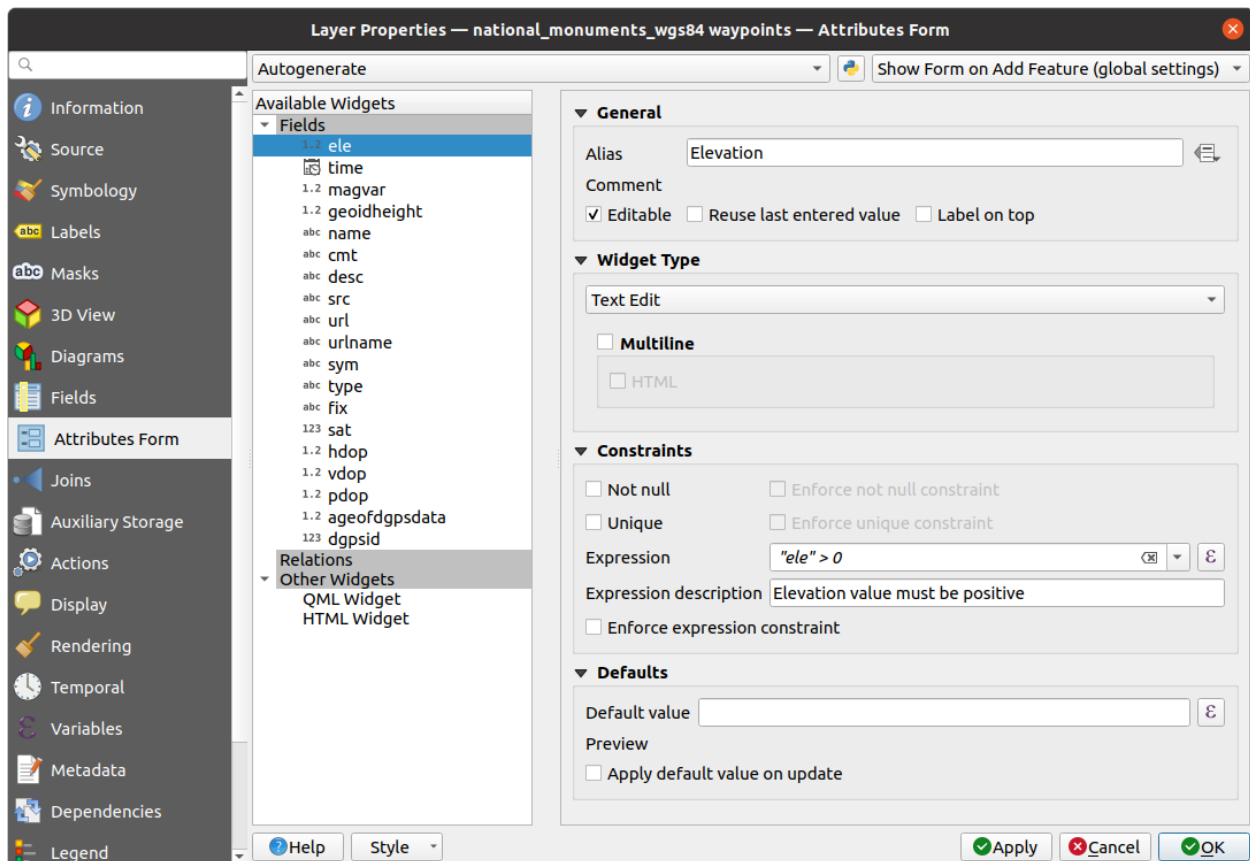 Layer Properties — national_monuments_wgs84 waypoints — Attributes Form
Information
Source
Symbology
abc Labels
abc Masks
3D View
Diagrams
Fields
Attributes Form
Joins
Auxiliary Storage
Actions
Display
Rendering
Temporal
ε Variables
Metadata
Dependencies
Legend
Autogenerate
Show Form on Add Feature (global settings)
Available Widgets
Fields
1.2 ele
time
1.2 magvar
1.2 geoidheight
abc name
abc cmt
abc desc
abc src
abc url
abc urlname
abc sym
abc type
abc fix
123 sat
1.2 hdop
1.2 vdop
1.2 pdop
1.2 ageofdgpsdata
123 dgpsid
Relations
Other Widgets
QML Widget
HTML Widget
General
Alias Elevation
Comment
Editable Reuse last entered value Label on top
Widget Type
Text Edit
Multiline
HTML
Constraints
Not null Enforce not null constraint
Unique Enforce unique constraint
Expression "ele" > 0 ε
Expression description Elevation value must be positive
Enforce expression constraint
Defaults
Default value ε
Preview
Apply default value on update
Help Style Apply Cancel OK